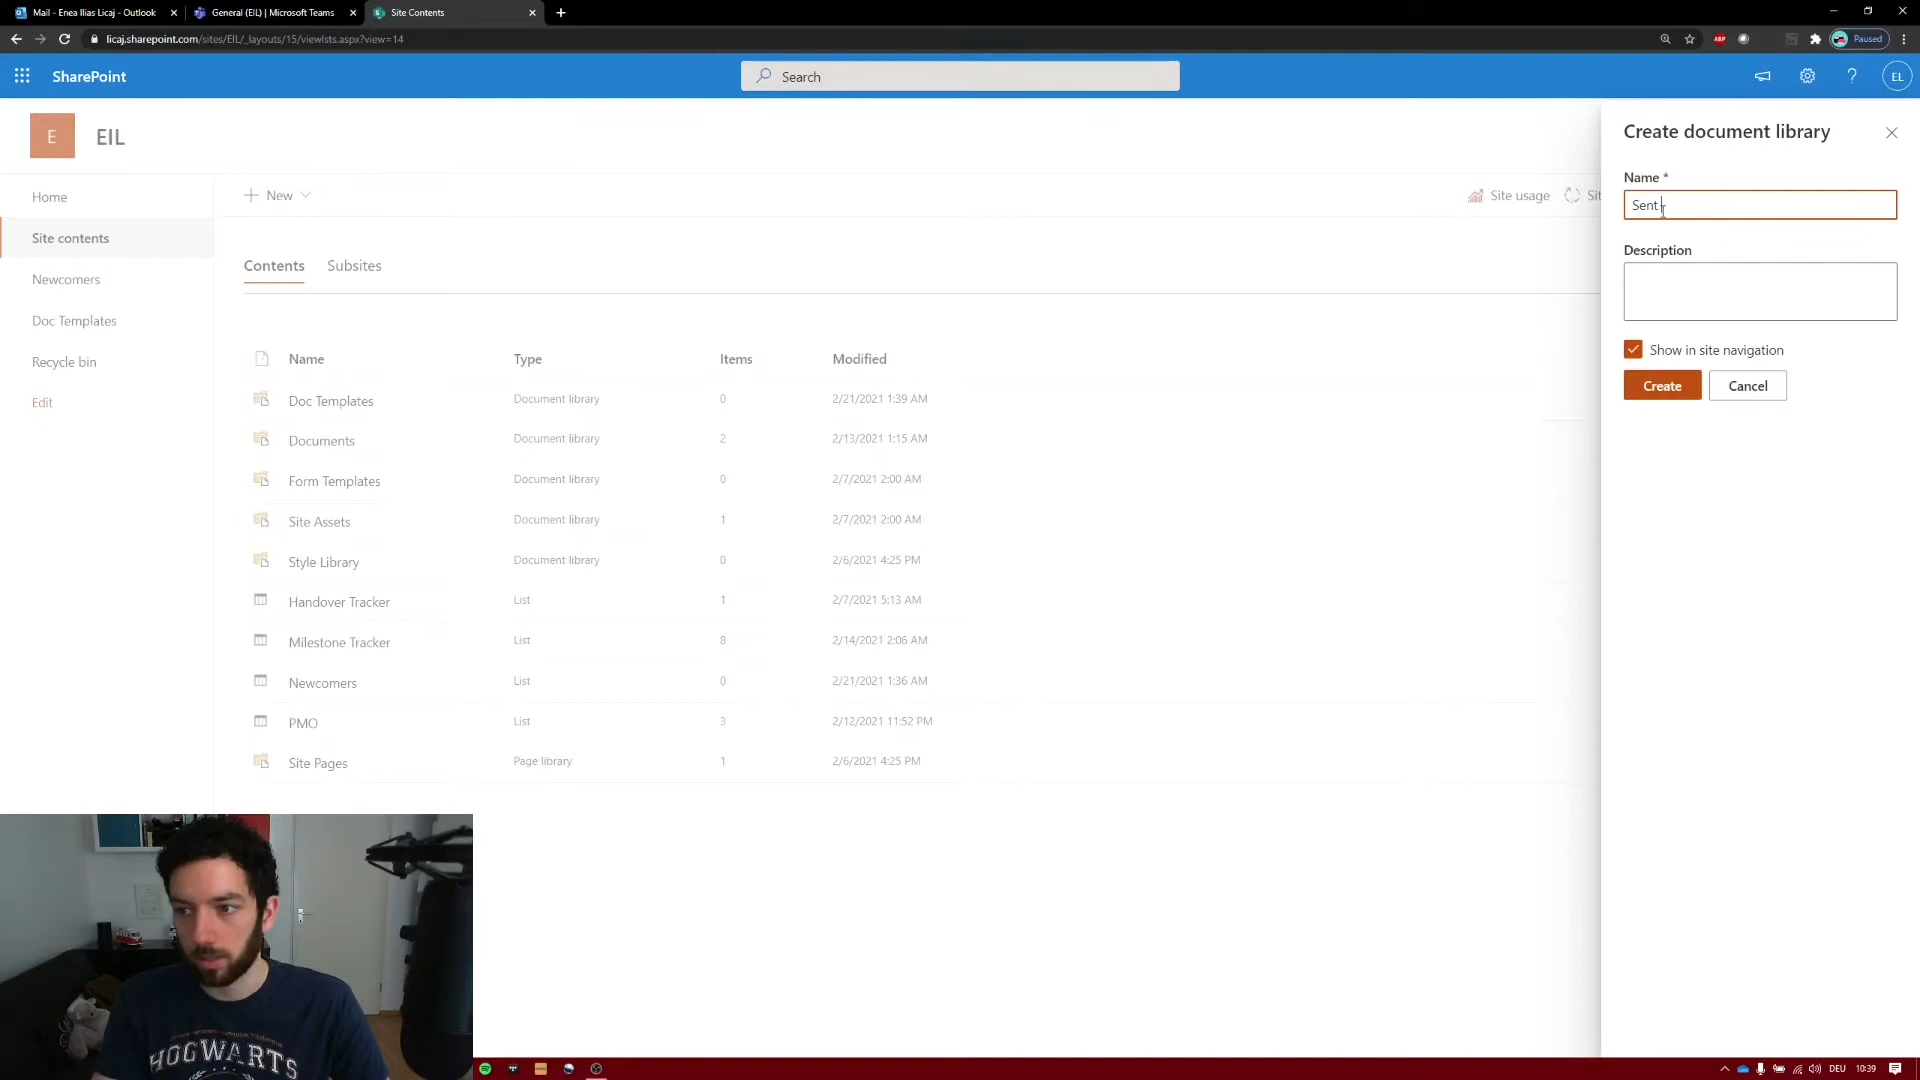 Mail - Enea Ilias Licaj - Outlook
General (EIL) | Microsoft Teams
Site Contents
licaj.sharepoint.com/sites/EIL/_layouts/15/viewlsts.aspx?view=14
ABP
Paused
SharePoint
Search
EL
E
EIL
Home
Site contents
Newcomers
Doc Templates
Recycle bin
Edit
New
Site usage
Sit
Contents
Subsites
Name Type Items Modified
Doc Templates Document library 0 2/21/2021 1:39 AM
Documents Document library 2 2/13/2021 1:15 AM
Form Templates Document library 0 2/7/2021 2:00 AM
Site Assets Document library 1 2/7/2021 2:00 AM
Style Library Document library 0 2/6/2021 4:25 PM
Handover Tracker List 1 2/7/2021 5:13 AM
Milestone Tracker List 8 2/14/2021 2:06 AM
Newcomers List 0 2/21/2021 1:36 AM
PMO List 3 2/12/2021 11:52 PM
Site Pages Page library 1 2/6/2021 4:25 PM
Create document library
Name *
Sent
Description
Show in site navigation
Create
Cancel
HOGWARTS
DEU
10:39